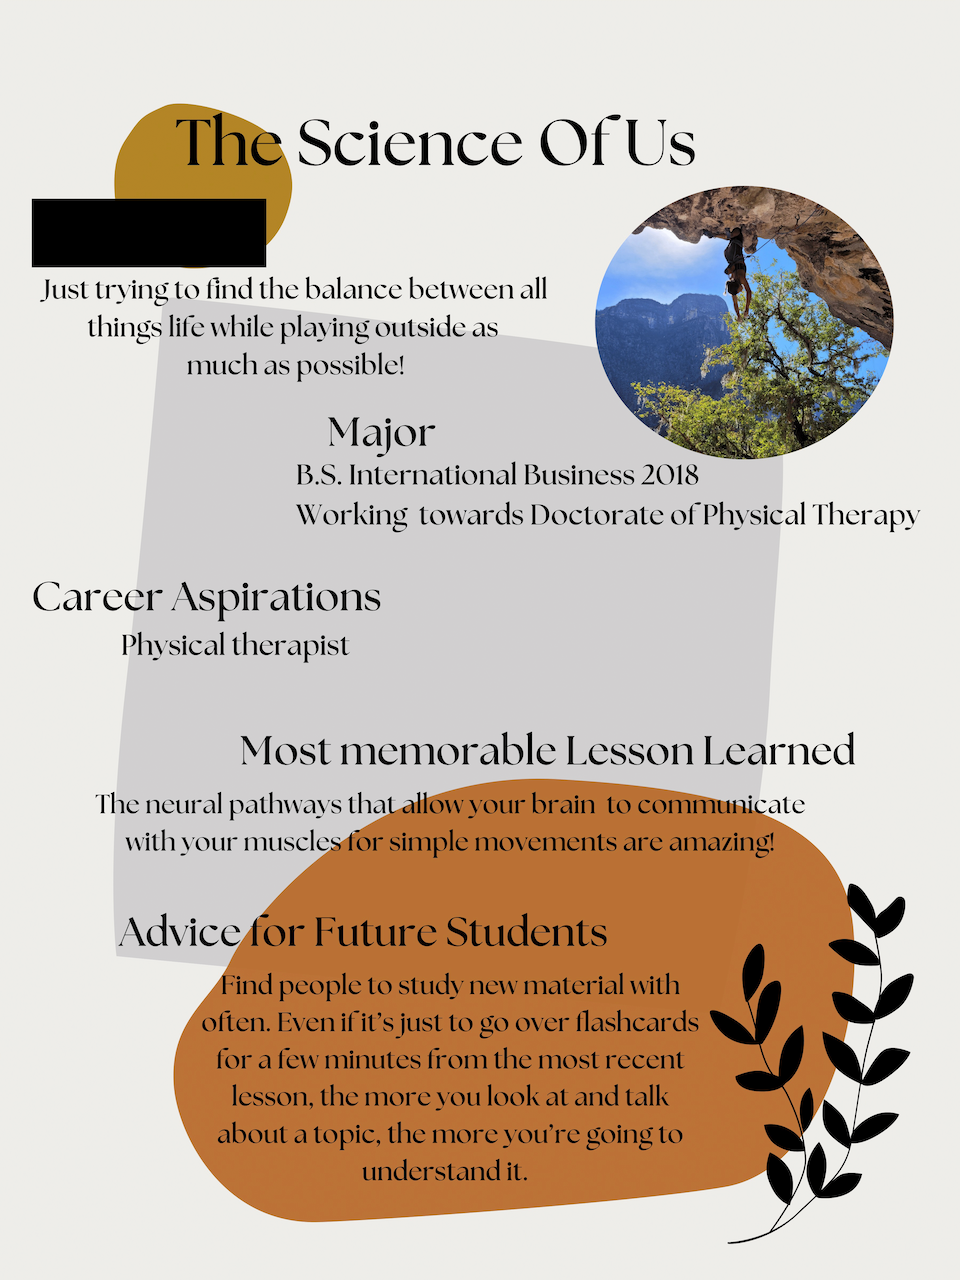 The Science Of Us
Just trying to find the balance between all
things life while playing outside as
much as possible!
Major
B.S. International Business 2018
Working towards Doctorate of Physical Therapy
Career Aspirations
Physical therapist
Most memorable Lesson Learned
The neural pathways that allow your brain to communicate
with your muscles for simple movements are amazing!
Advice for Future Students
Find people to study new material with
often. Even if it's just to go over flashcards
for a few minutes from the most recent
lesson, the more you look at and talk
about a topic, the more you're going to
understand it.